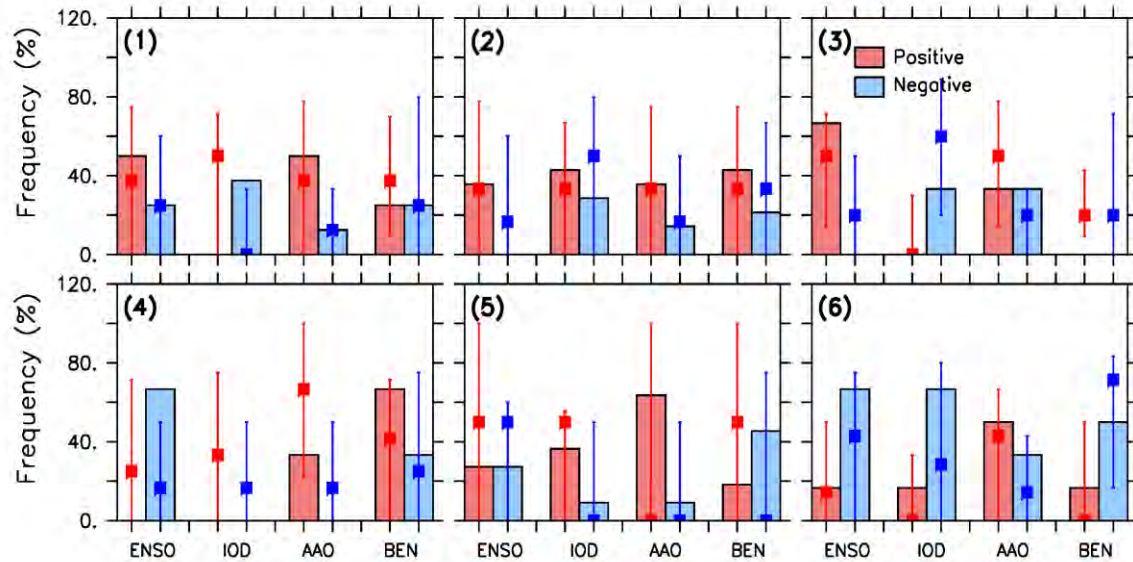 120.
80.
40.
0.
Frequency (%)
(1)
(2)
(3)
Positive
Negative
120.
80.
40.
0.
Frequency (%)
(4)
(5)
(6)
ENSO IOD AAO BEN ENSO IOD AAO BEN ENSO IOD AAO BEN